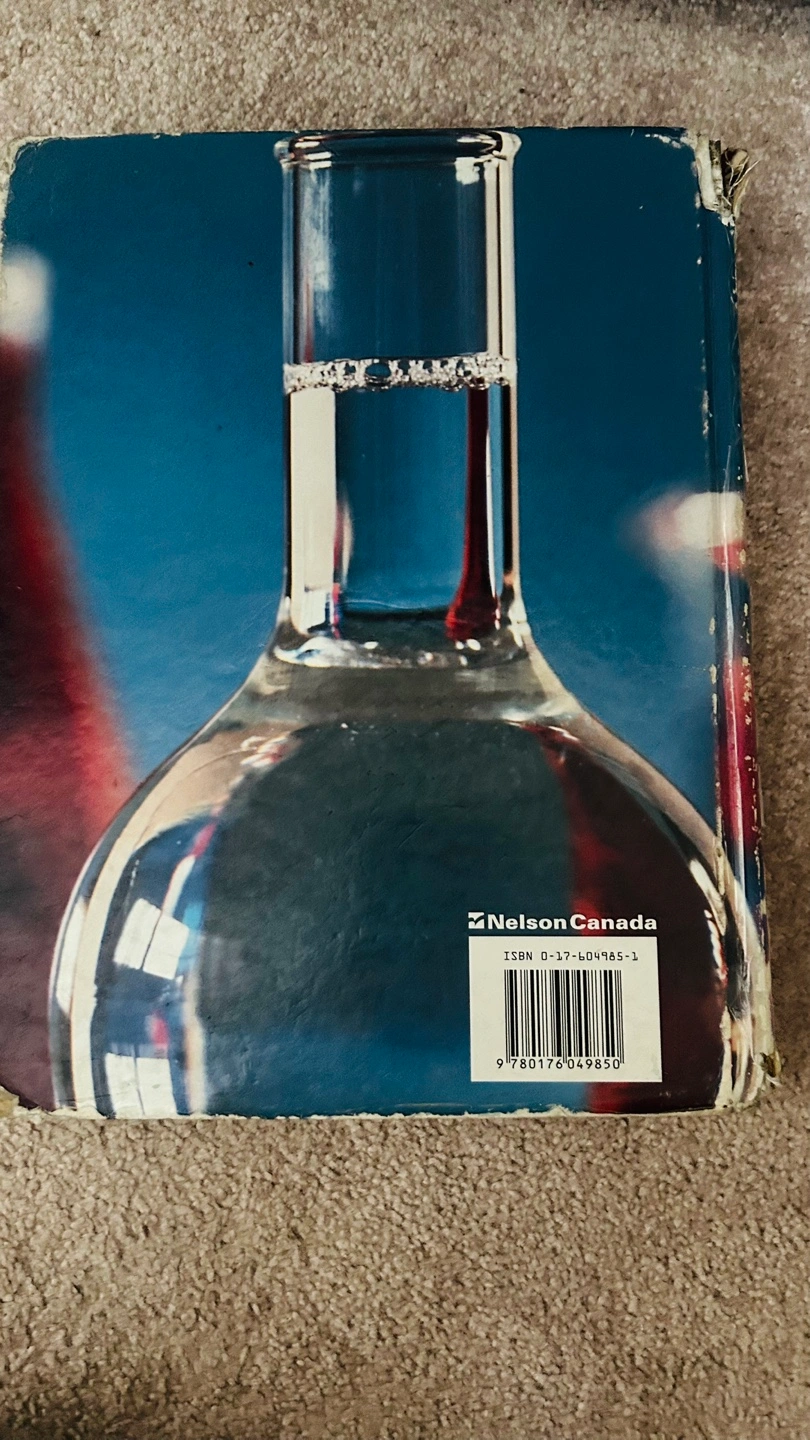 Nelson Canada
ISBN 0-17-604985-1
9 780176 049850